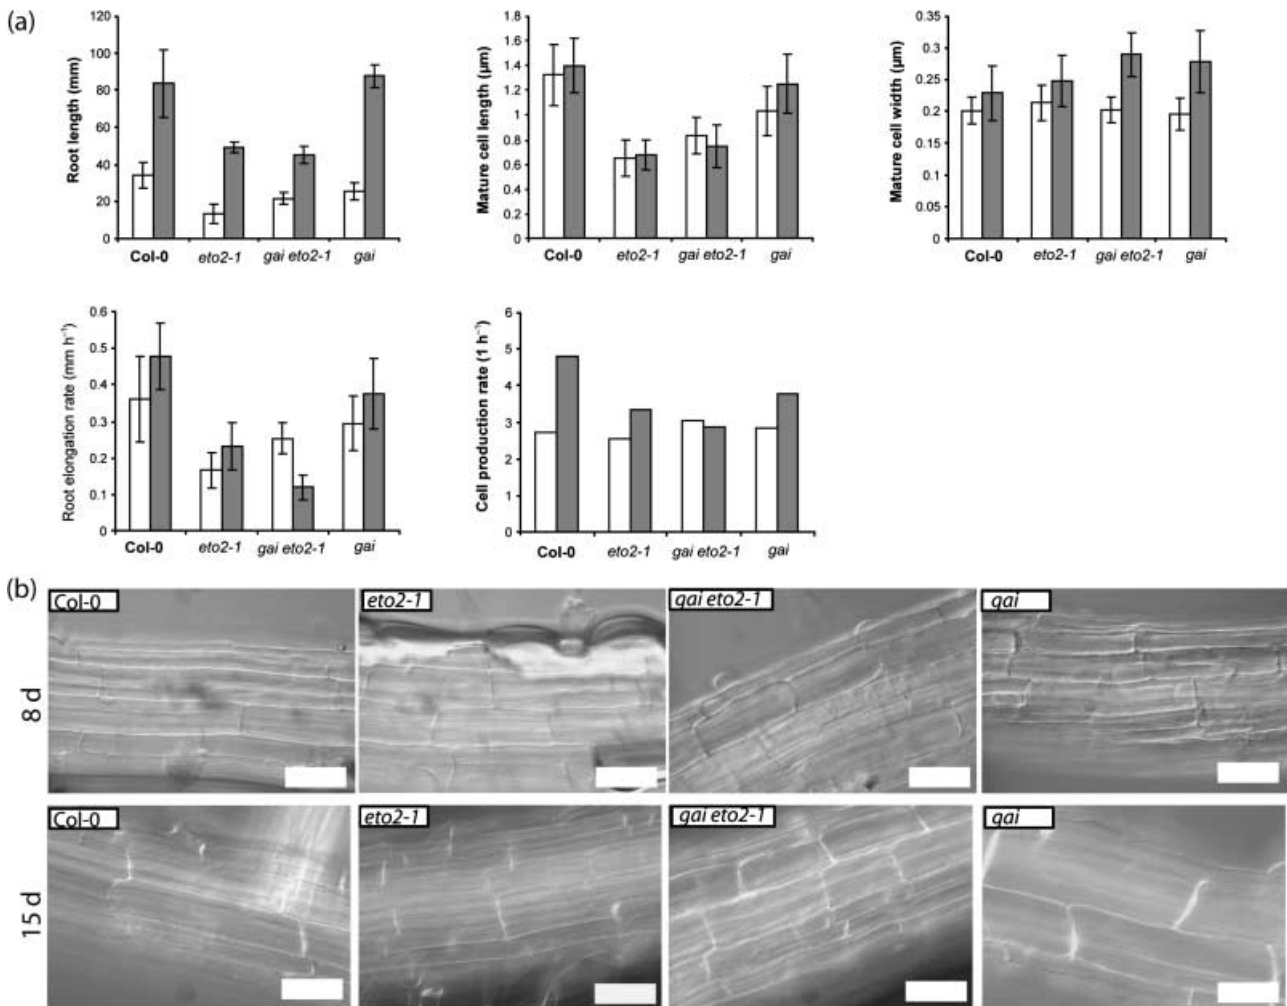 (a)
Root length (mm)
120
100
80
60
40
20
0
Col-0 eto2-1 gai eto2-1 gai
Mature cell length (µm)
1.8
1.6
1.4
1.2
1
0.8
0.6
0.4
0.2
0
Col-0 eto2-1 gai eto2-1 gai
Mature cell width (µm)
0.35
0.3
0.25
0.2
0.15
0.1
0.05
0
Col-0 eto2-1 gai eto2-1 gai
Root elongation rate (mm h⁻¹)
0.6
0.5
0.4
0.3
0.2
0.1
0
Col-0 eto2-1 gai eto2-1 gai
Cell production rate (1 h⁻¹)
6
5
4
3
2
1
0
Col-0 eto2-1 gai eto2-1 gai
(b)
8 d
Col-0 eto2-1 gai eto2-1 gai
15 d
Col-0 eto2-1 gai eto2-1 gai